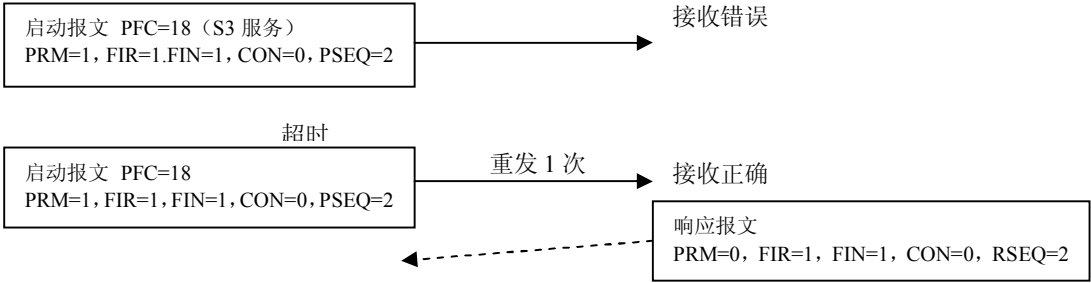 启动报文 PFC=18（S3 服务）
PRM=1，FIR=1.FIN=1，CON=0，PSEQ=2
接收错误
超时
启动报文 PFC=18
PRM=1，FIR=1，FIN=1，CON=0，PSEQ=2
重发 1 次
接收正确
响应报文
PRM=0，FIR=1，FIN=1，CON=0，RSEQ=2